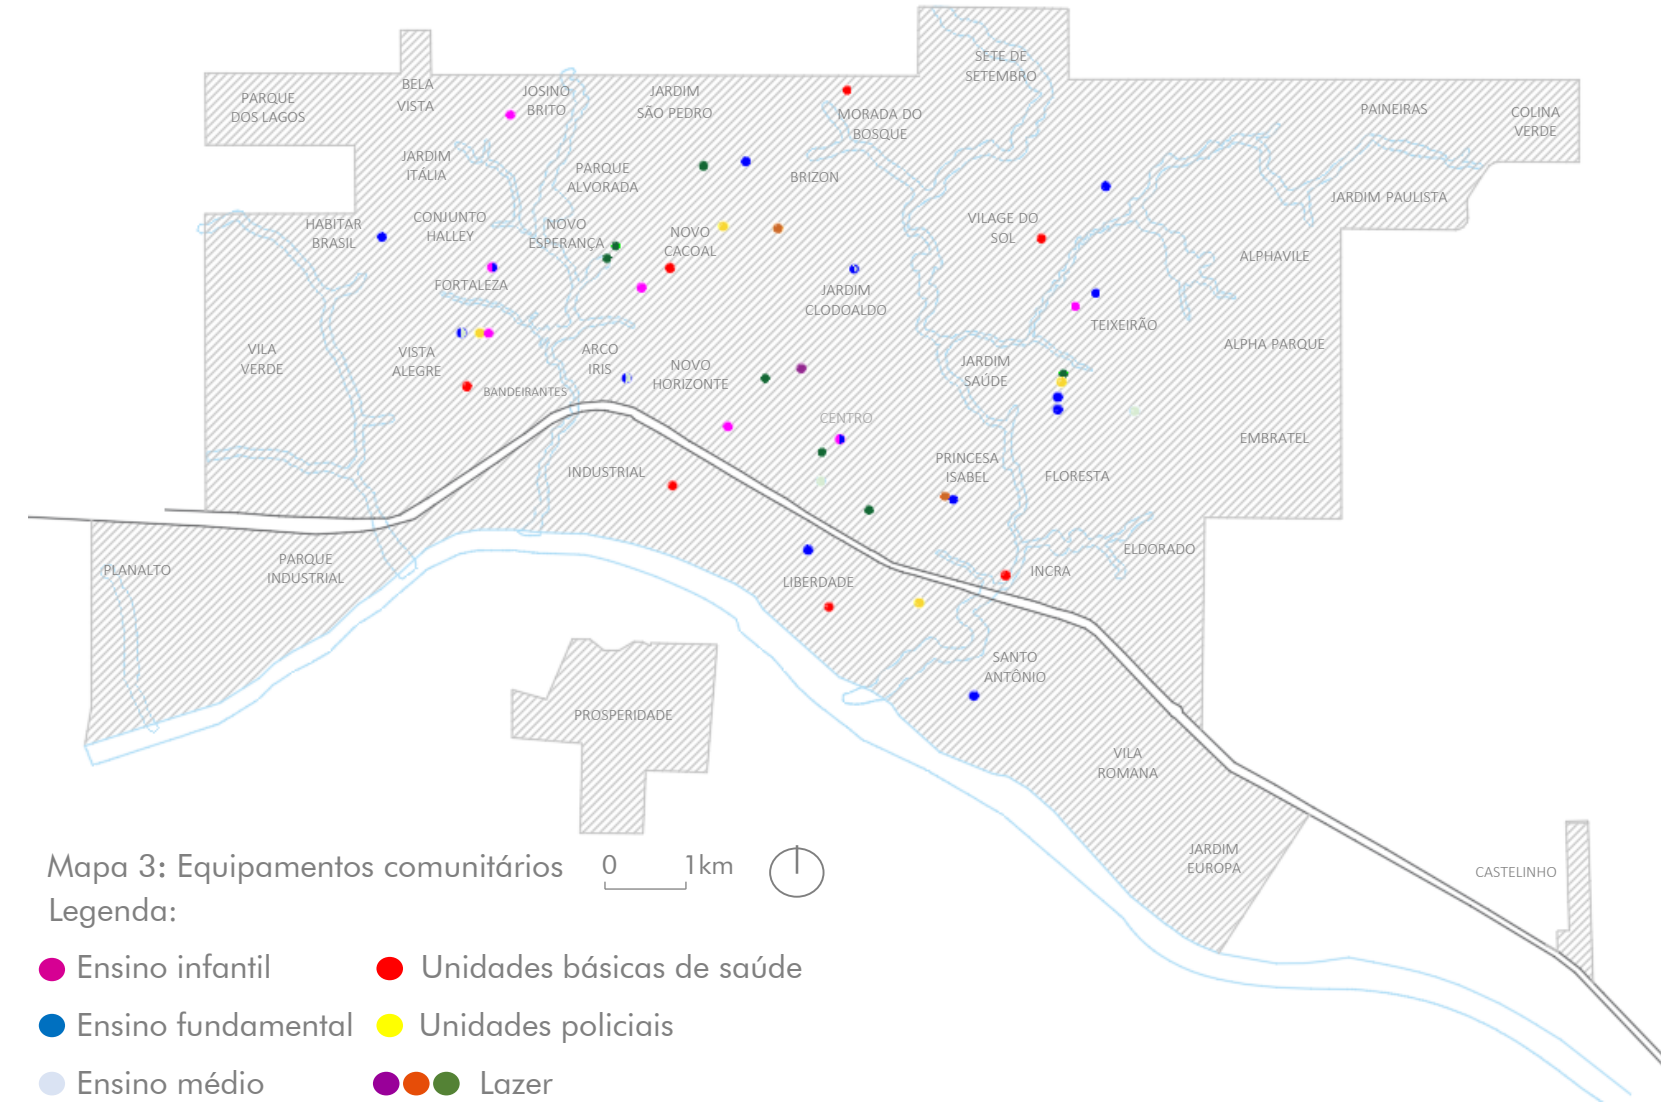 SETE DE
SETEMBRO
BELA
VISTA
PARQUE
DOS LAGOS
JOSINO
BRITO
JARDIM
SÃO PEDRO
MORADA DO
BOSQUE
PAINEIRAS
COLINA
VERDE
JARDIM
ITÁLIA
PARQUE
ALVORADA
BRIZON
JARDIM PAULISTA
HABITAR
BRASIL
CONJUNTO
HALLEY
NOVO
ESPERANÇA
NOVO
CACOAL
VILAGE DO
SOL
ALPHAVILE
FORTALEZA
JARDIM
CLODOALDO
TEIXEIRÃO
VILA
VERDE
VISTA
ALEGRE
BANDEIRANTES
ARCO
IRIS
NOVO
HORIZONTE
JARDIM
SAÚDE
ALPHA PARQUE
CENTRO
EMBRATEL
INDUSTRIAL
PRINCESA
ISABEL
FLORESTA
PLANALTO
PARQUE
INDUSTRIAL
LIBERDADE
INCRA
ELDORADO
SANTO
ANTÔNIO
PROSPERIDADE
VILA
ROMANA
JARDIM
EUROPA
CASTELINHO
Mapa 3: Equipamentos comunitários
0 1km
Legenda:
Ensino infantil
Unidades básicas de saúde
Ensino fundamental
Unidades policiais
Ensino médio
Lazer